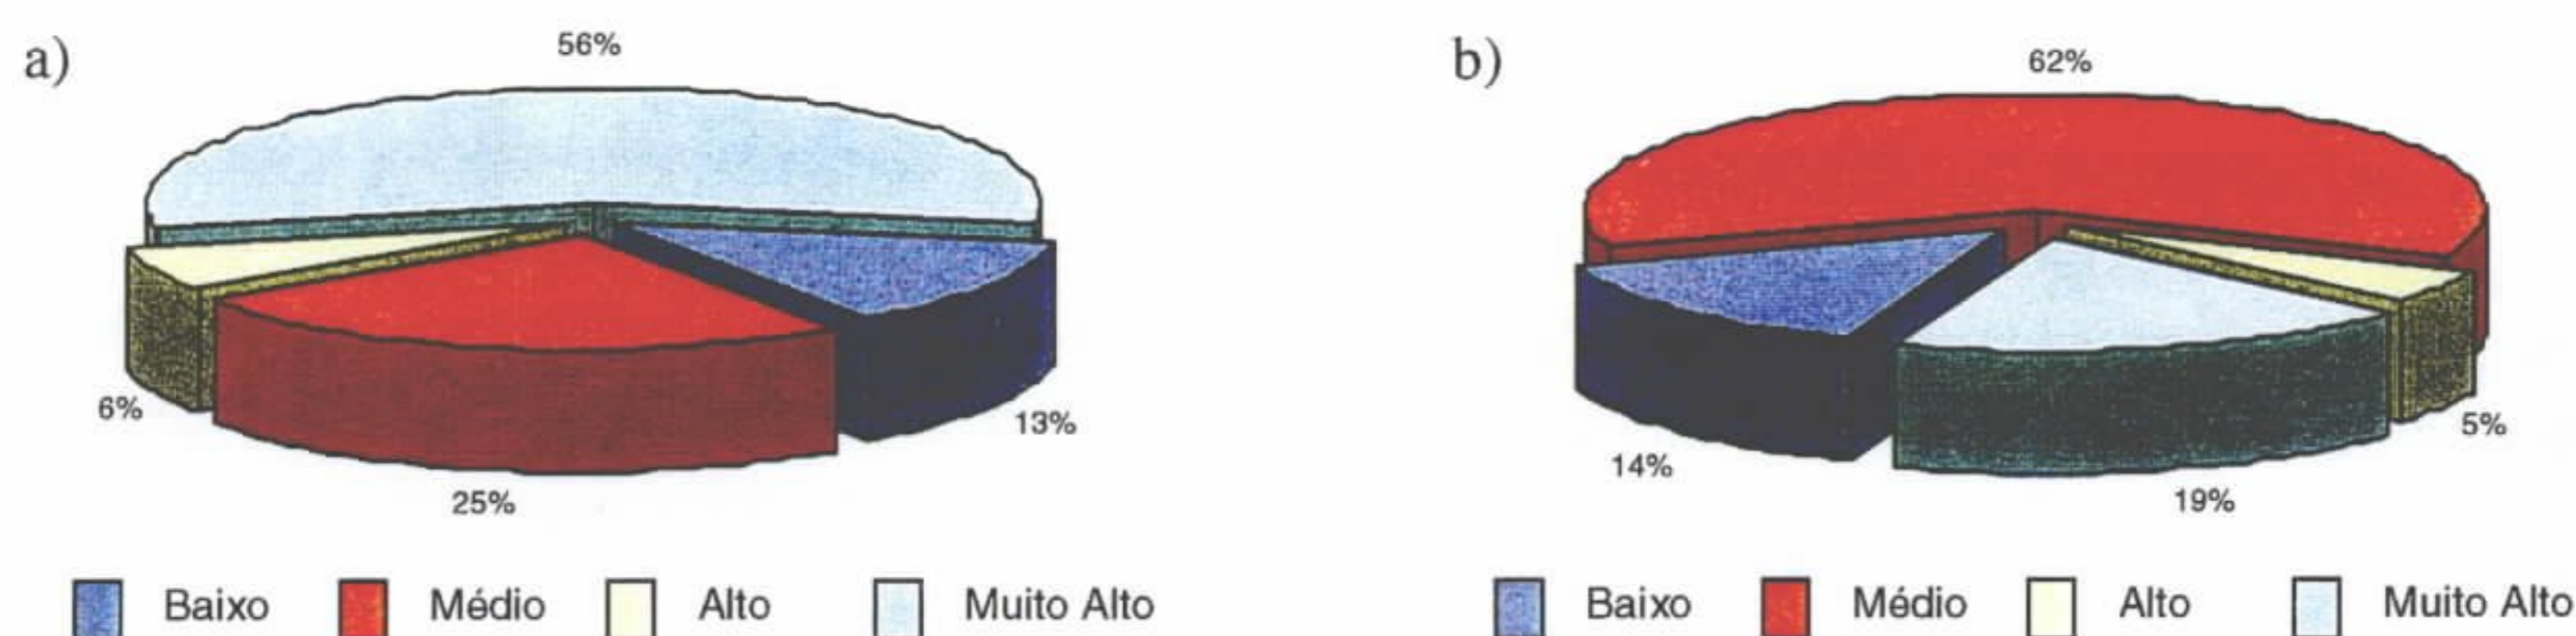 a)
56%
6%
13%
25%
Baixo Médio Alto Muito Alto
b)
62%
14%
5%
19%
Baixo Médio Alto Muito Alto